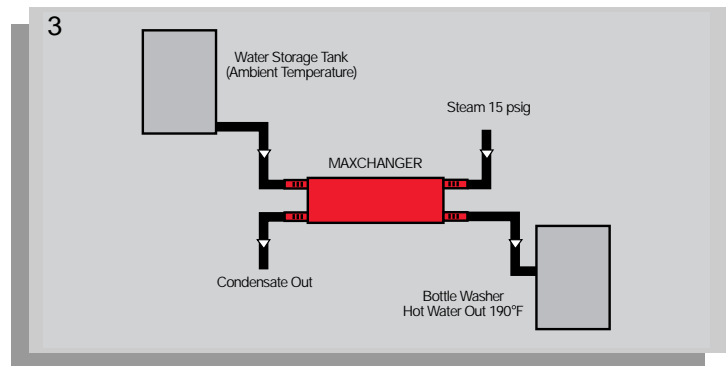 3
Water Storage Tank
(Ambient Temperature)
Steam 15 psig
MAXCHANGER
Condensate Out
Bottle Washer
Hot Water Out 190°F